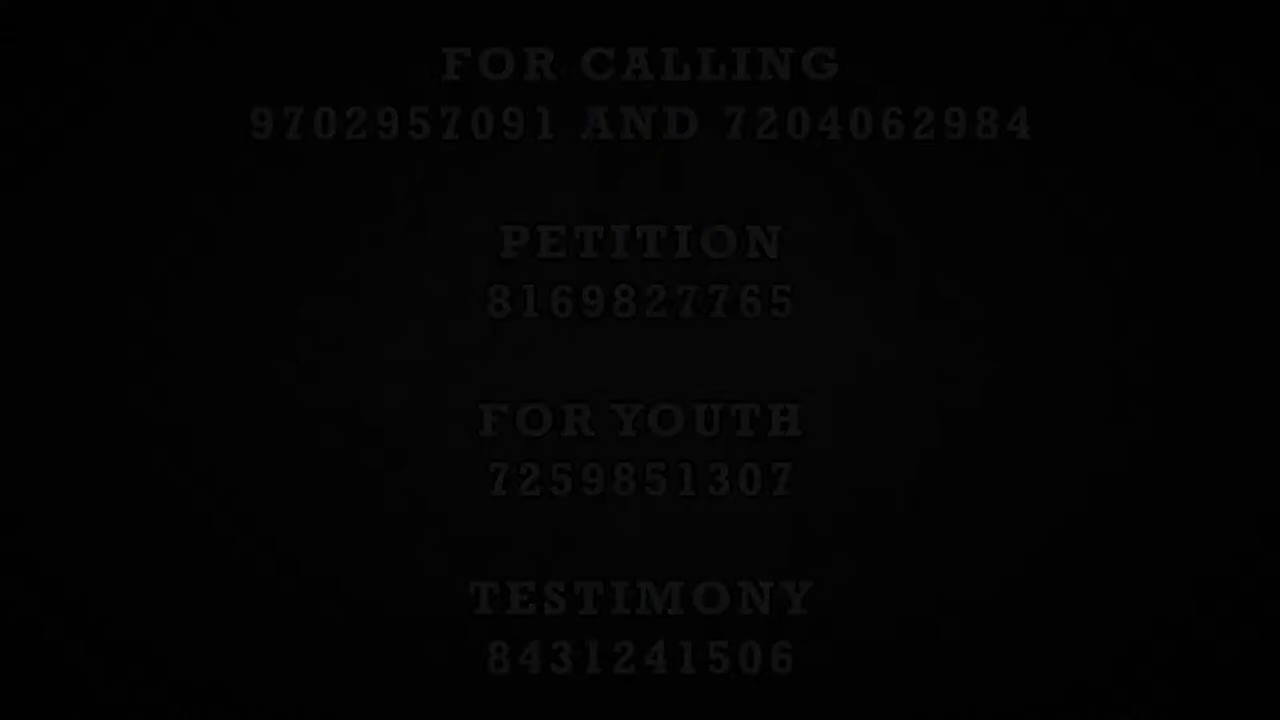 FOR CALLING
9702957091 AND 7204062984
PETITION
8169827765
FOR YOUTH
7259851307
TESTIMONY
8431241506